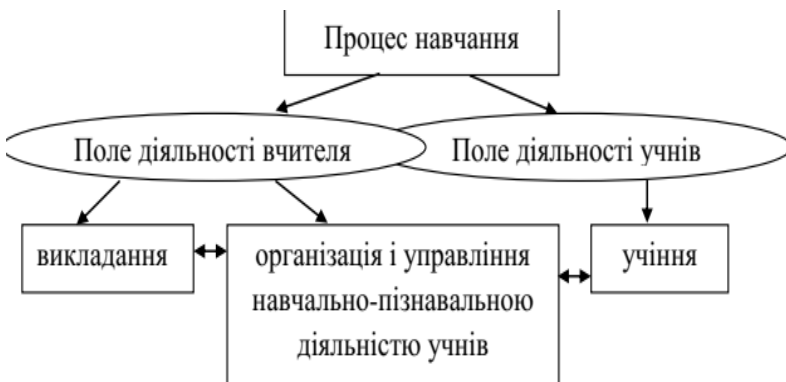 Процес навчання
Поле діяльності вчителя
Поле діяльності учнів
викладання
організація і управління
навчально-пізнавальною
діяльністю учнів
учіння